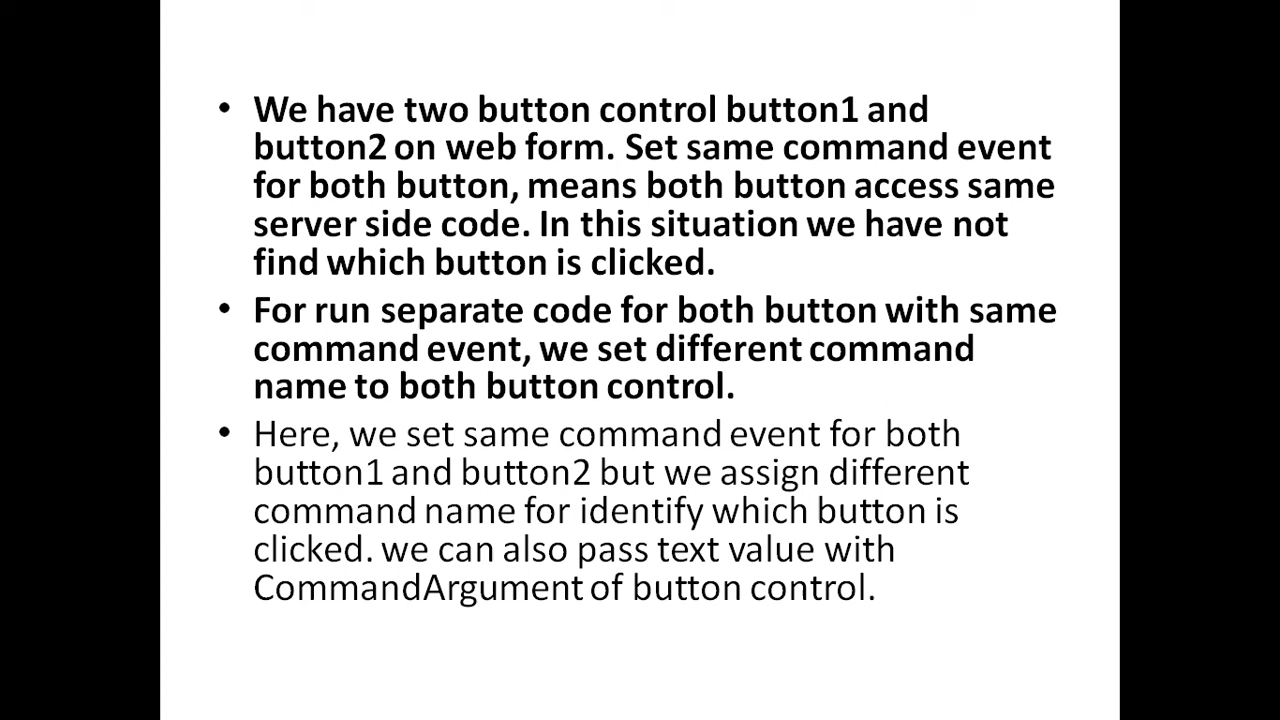 • We have two button control button1 and
button2 on web form. Set same command event
for both button, means both button access same
server side code. In this situation we have not
find which button is clicked.
• For run separate code for both button with same
command event, we set different command
name to both button control.
• Here, we set same command event for both
button1 and button2 but we assign different
command name for identify which button is
clicked. we can also pass text value with
CommandArgument of button control.